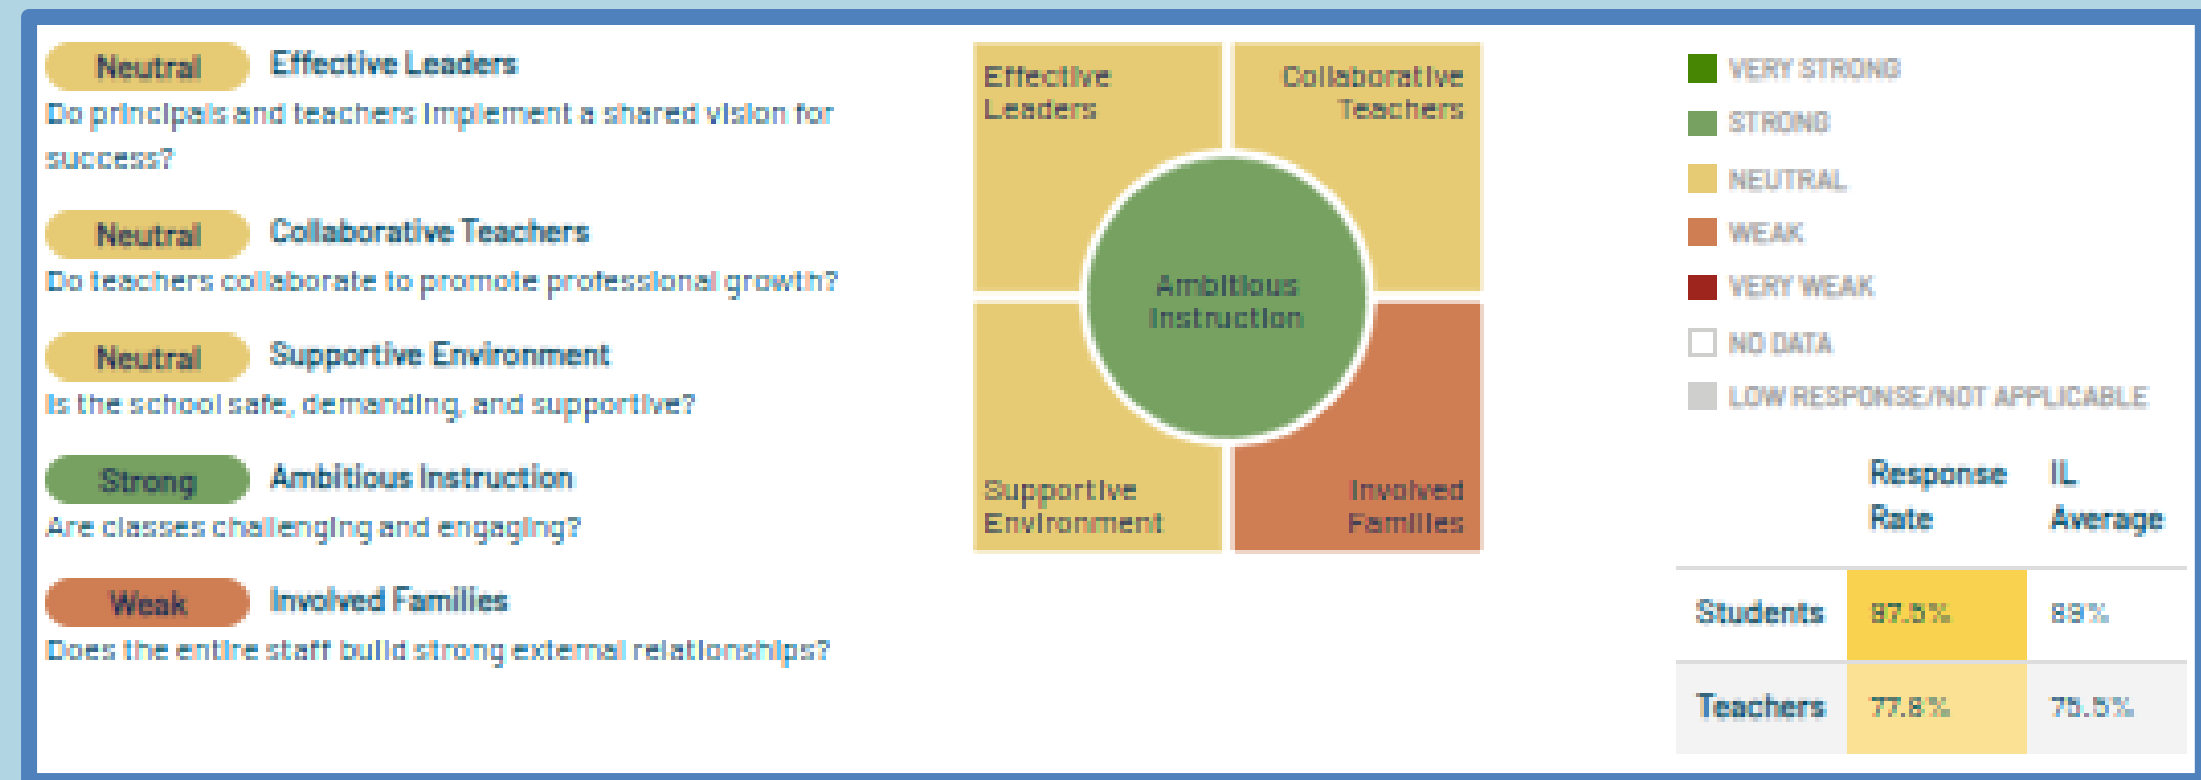 Neutral Effective Leaders
Do principals and teachers implement a shared vision for
success?
Neutral Collaborative Teachers
Do teachers collaborate to promote professional growth?
Neutral Supportive Environment
Is the school safe, demanding, and supportive?
Strong Ambitious Instruction
Are classes challenging and engaging?
Weak Involved Families
Does the entire staff build strong external relationships?
Effective
Leaders
Collaborative
Teachers
Ambitious
Instruction
Supportive
Environment
Involved
Families
VERY STRONG
STRONG
NEUTRAL
WEAK
VERY WEAK
NO DATA
LOW RESPONSE/NOT APPLICABLE
Response
Rate
IL
Average
Students
Teachers 77.8% 75.5%